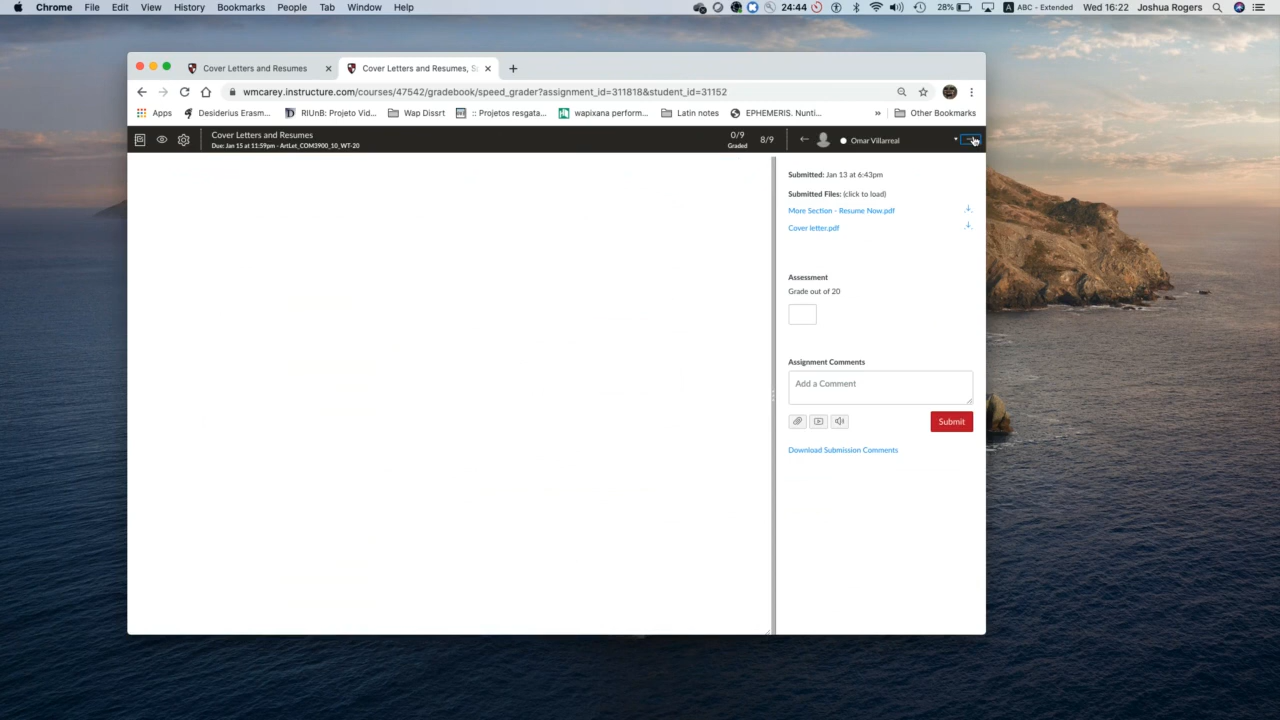 Chrome File Edit View History Bookmarks People Tab Window Help 24:44 28% ABC - Extended Wed 16:22 Joshua Rogers
Cover Letters and Resumes Cover Letters and Resumes, S
wmcarey.instructure.com/courses/47542/gradebook/speed_grader?assignment_id=311818&student_id=31152
Apps Desiderius Erasm... RIUnB: Projeto Vid... Wap Dissrt :: Projetos resgata... wapixana perform... Latin notes EPHEMERIS. Nunti... » Other Bookmarks
Cover Letters and Resumes
Due: Jan 15 at 11:59pm - ArtLet_COM3900_10_WT-20
0/9
Graded
8/9
Omar Villarreal
Submitted: Jan 13 at 6:43pm
Submitted Files: (click to load)
More Section - Resume Now.pdf
Cover letter.pdf
Assessment
Grade out of 20
Assignment Comments
Add a Comment
Submit
Download Submission Comments